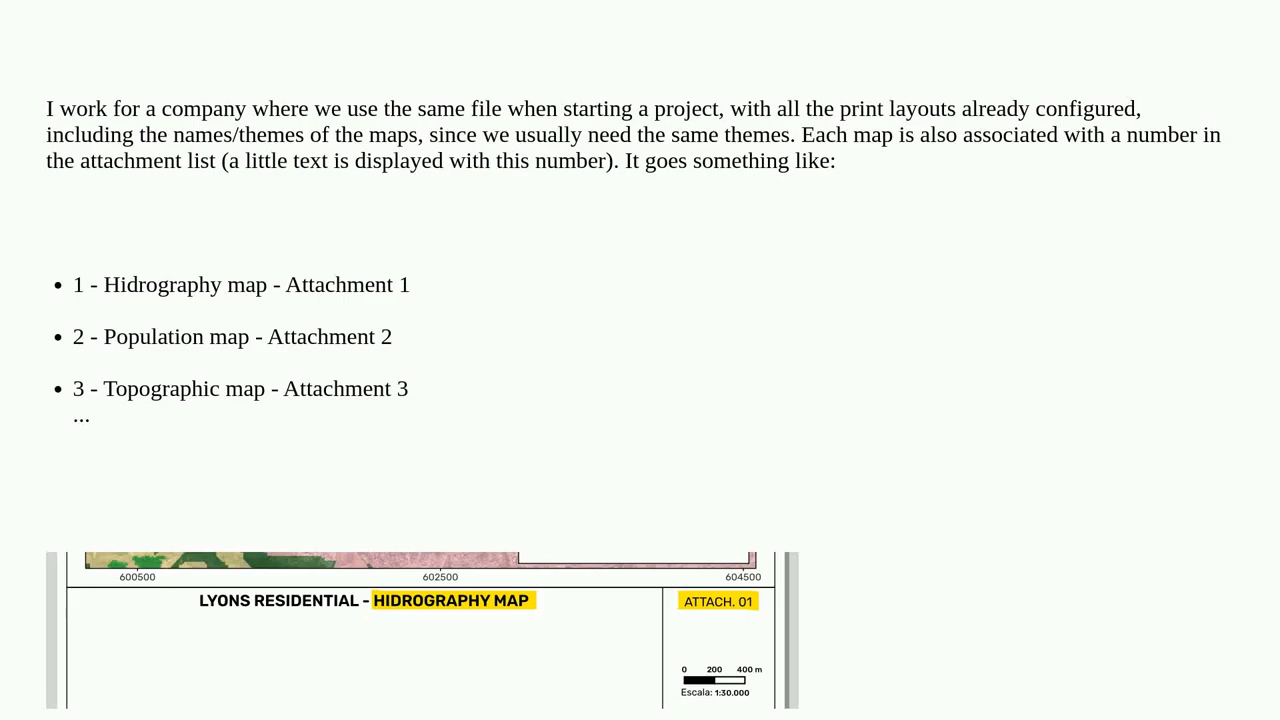 I work for a company where we use the same file when starting a project, with all the print layouts already configured,
including the names/themes of the maps, since we usually need the same themes. Each map is also associated with a number in
the attachment list (a little text is displayed with this number). It goes something like:
• 1 - Hidrography map - Attachment 1
• 2 - Population map - Attachment 2
• 3 - Topographic map - Attachment 3
...
600500 602500 604500
LYONS RESIDENTIAL - HIDROGRAPHY MAP
ATTACH. 01
0 200 400 m
Escala: 1:30.000